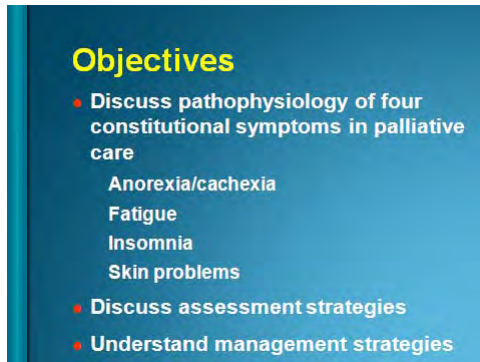 Objectives
Discuss pathophysiology of four
constitutional symptoms in palliative
care
Anorexia/cachexia
Fatigue
Insomnia
Skin problems
Discuss assessment strategies
Understand management strategies